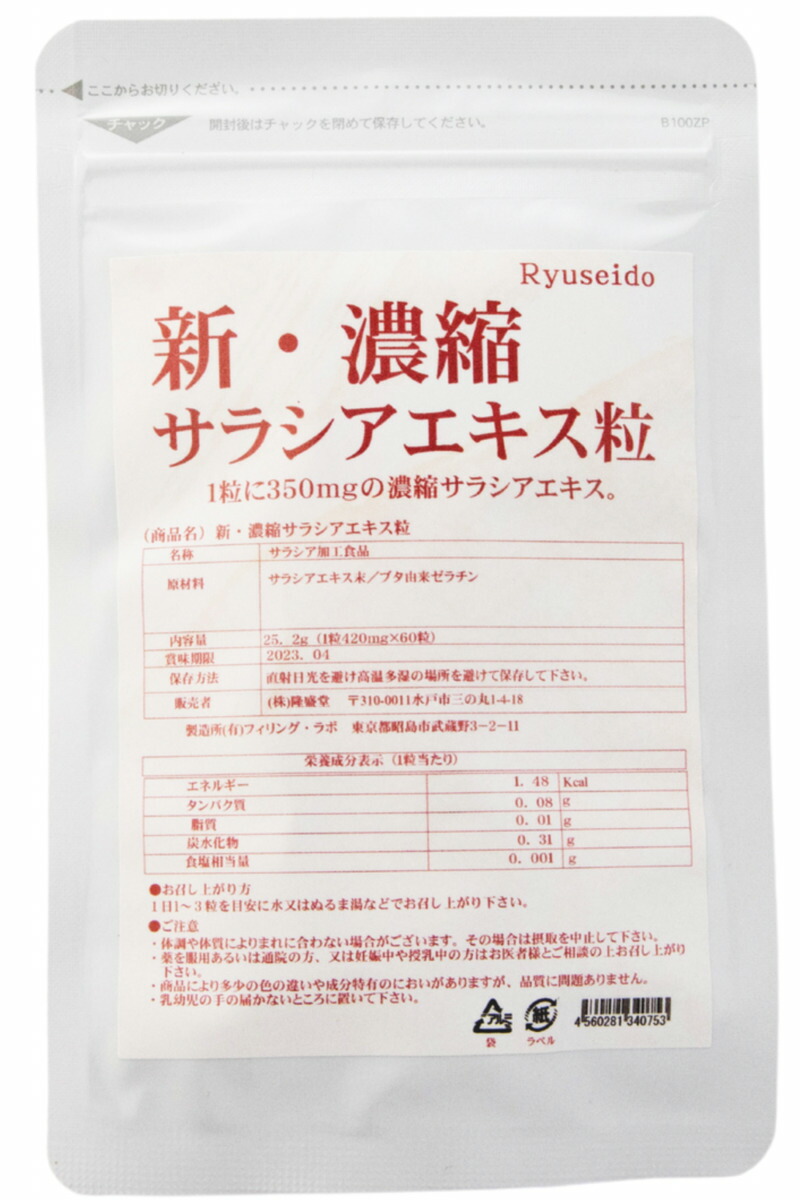 ここからお切りください。
チャック 開封後はチャックを閉めて保存してください。 B100ZP
Ryuseido
新・濃縮
サラシアエキス粒
1粒に350mgの濃縮サラシアエキス。
(商品名) 新・濃縮サラシアエキス粒
名称 サラシア加工食品
原材料 サラシアエキス末／ブタ由来ゼラチン
内容量 25. 2g (1粒420mg×60粒)
賞味期限 2023. 04
保存方法 直射日光を避け高温多湿の場所を避けて保存して下さい。
販売者 (株)隆盛堂 〒310-0011水戸市三の丸1-4-18
製造所(有)フィリング・ラボ 東京都昭島市武蔵野3-2-11
栄養成分表示 (1粒当たり)
エネルギー 1. 48 Kcal
タンパク質 0. 08 g
脂質 0. 01 g
炭水化物 0. 31 g
食塩相当量 0. 001 g
●お召し上がり方
1日1～3粒を目安に水又はぬるま湯などでお召し上がり下さい。
●ご注意
・体調や体質によりまれに合わない場合がございます。その場合は摂取を中止して下さい。
・薬を服用あるいは通院の方、又は妊娠中や授乳中の方はお医者様とご相談の上お召し上がり
下さい。
・商品により多少の色の違いや成分特有のにおいがありますが、品質に問題ありません。
・乳幼児の手の届かないところに置いて下さい。
アルミ 紙 4 560281 340753
袋 ラベル